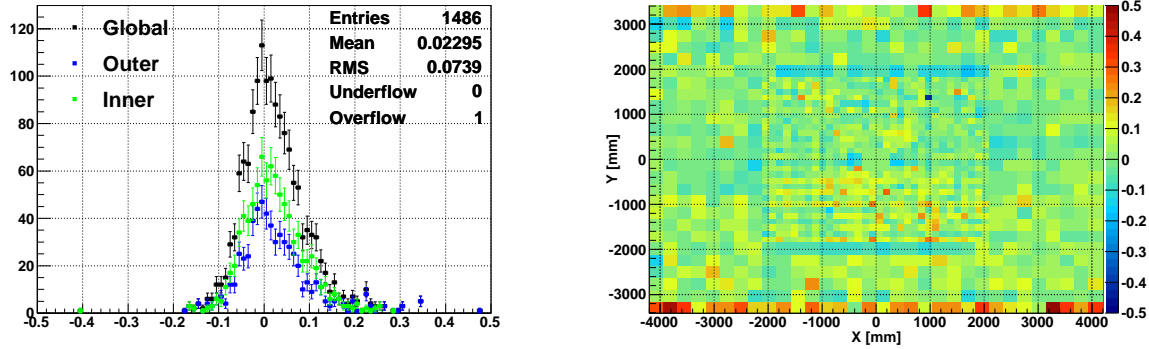 Global
Outer
Inner
Entries 1486
Mean 0.02295
RMS 0.0739
Underflow 0
Overflow 1
120
100
80
60
40
20
0
-0.5 -0.4 -0.3 -0.2 -0.1 0 0.1 0.2 0.3 0.4 0.5
Y [mm]
3000
2000
1000
0
-1000
-2000
-3000
-4000 -3000 -2000 -1000 0 1000 2000 3000 4000
X [mm]
0.5
0.4
0.3
0.2
0.1
0
-0.1
-0.2
-0.3
-0.4
-0.5